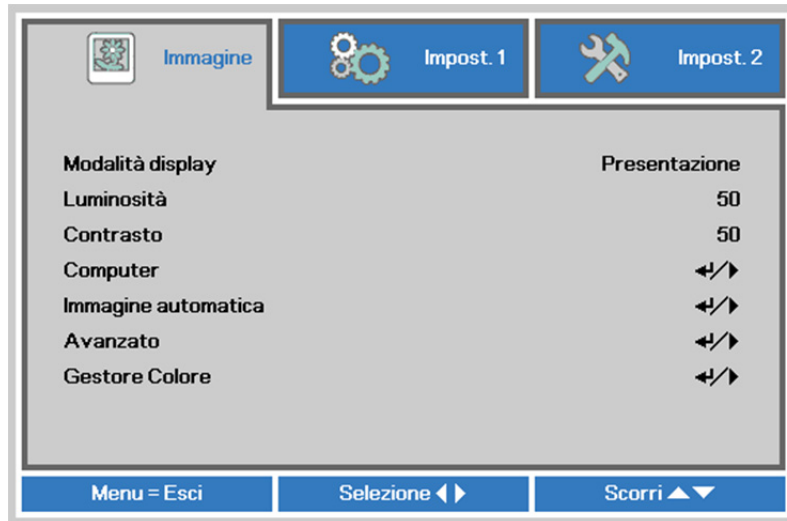 Immagine Impost. 1 Impost. 2
Modalità display Presentazione
Luminosità 50
Contrasto 50
Computer ↵/▶
Immagine automatica ↵/▶
Avanzato ↵/▶
Gestore Colore ↵/▶
Menu = Esci Selezione ◀▶ Scorri ▲▼